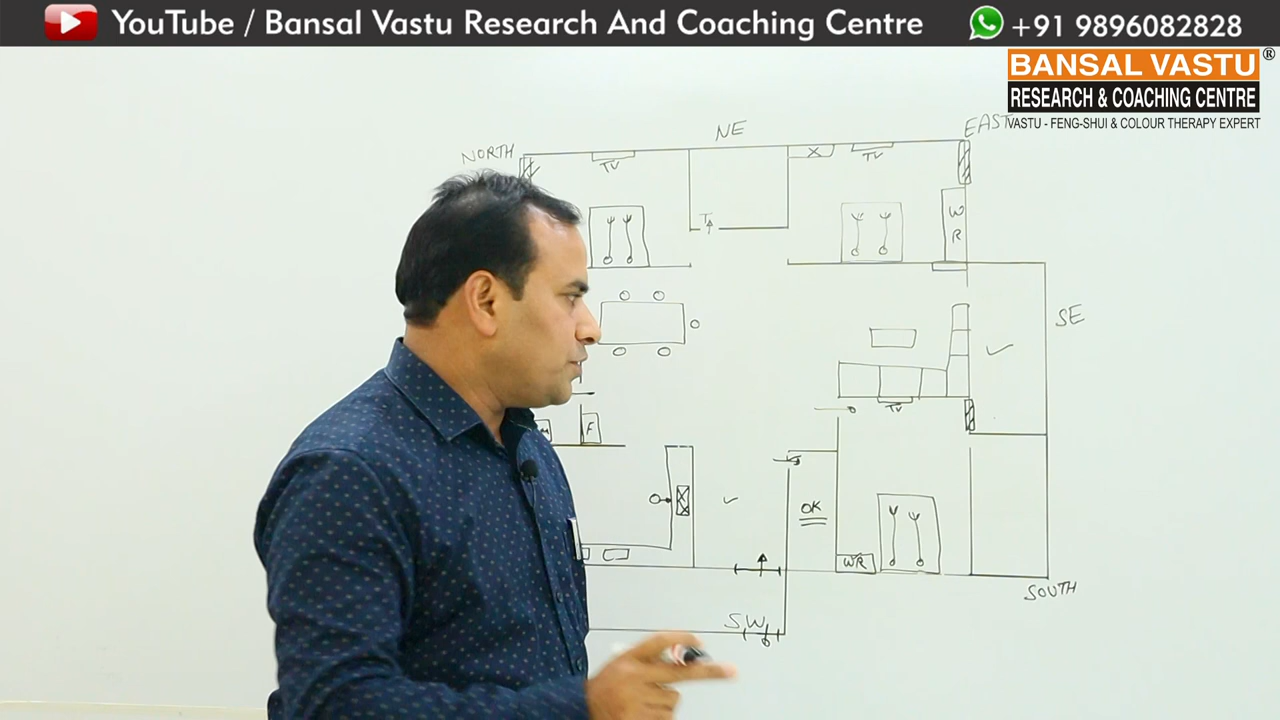 YouTube / Bansal Vastu Research And Coaching Centre
+91 9896082828
BANSAL VASTU®
RESEARCH & COACHING CENTRE
VASTU - FENG-SHUI & COLOUR THERAPY EXPERT
NE
EAST
NORTH
TV
TV
T
W
R
SE
TV
F
OK
WR
SOUTH
SW